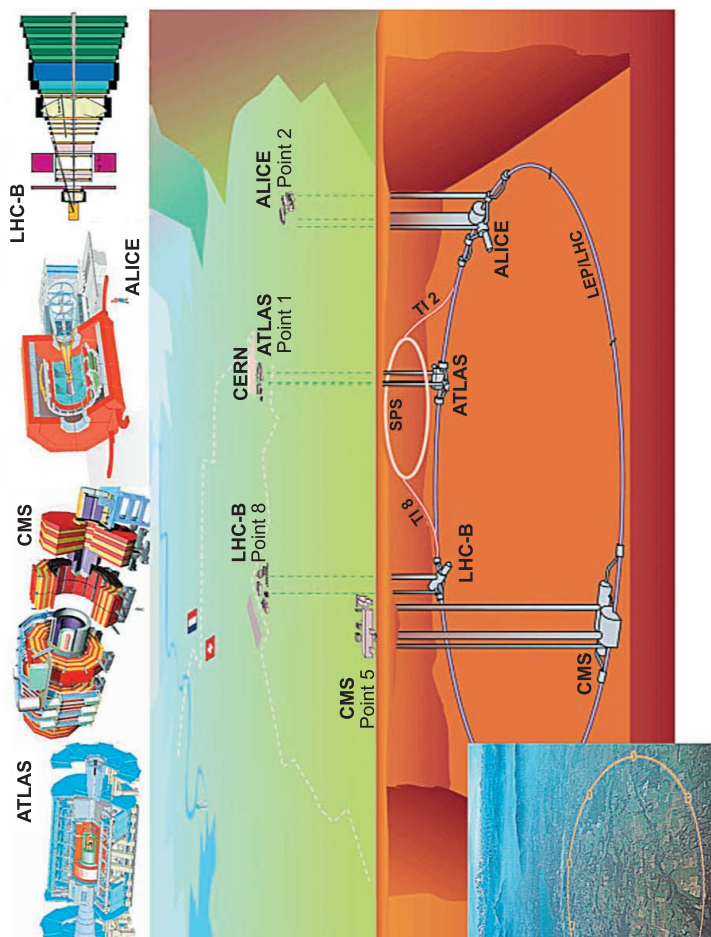 ATLAS
CMS
ALICE
LHC-B
LHC-B
Point 8
CERN
ATLAS
Point 1
ALICE
Point 2
CMS
Point 5
SPS
TI 8
TI 2
LHC-B
ATLAS
ALICE
LEP/LHC
CMS